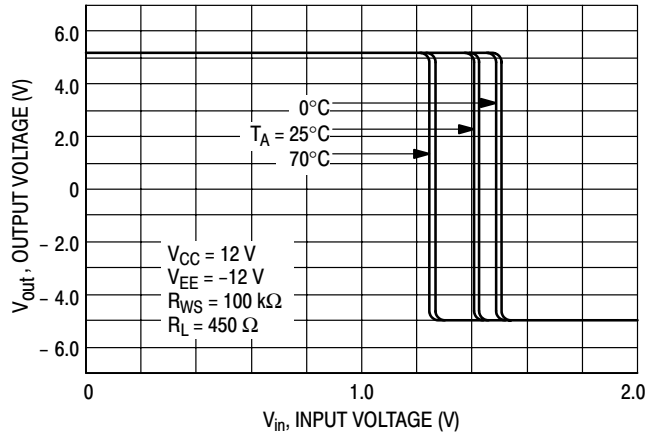 6.0
4.0
2.0
0
– 2.0
– 4.0
– 6.0
V_out, OUTPUT VOLTAGE (V)
0°C
T_A = 25°C
70°C
V_CC = 12 V
V_EE = –12 V
R_WS = 100 kΩ
R_L = 450 Ω
0
1.0
2.0
V_in, INPUT VOLTAGE (V)